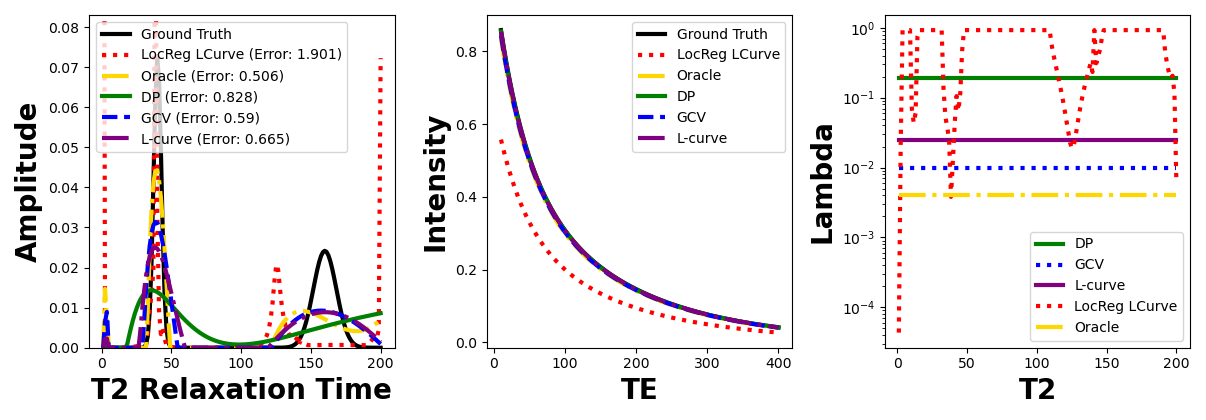 0.08
0.07
0.06
0.05
0.04
0.03
0.02
0.01
0.00
Amplitude
Ground Truth
LocReg LCurve (Error: 1.901)
Oracle (Error: 0.506)
DP (Error: 0.828)
GCV (Error: 0.59)
L-curve (Error: 0.665)
0 50 100 150 200
T2 Relaxation Time
0.8
0.6
0.4
0.2
0.0
Intensity
Ground Truth
LocReg LCurve
Oracle
DP
GCV
L-curve
0 100 200 300 400
TE
10⁰
10⁻¹
10⁻²
10⁻³
10⁻⁴
Lambda
DP
GCV
L-curve
LocReg LCurve
Oracle
0 50 100 150 200
T2